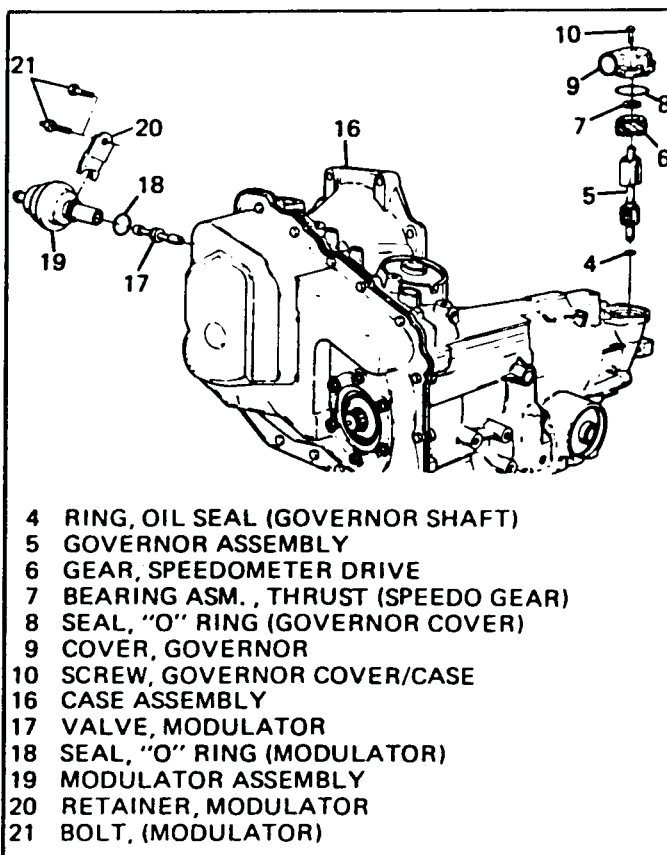 10
21
9
8
20
16
7
6
18
5
19
17
4
4 RING, OIL SEAL (GOVERNOR SHAFT)
5 GOVERNOR ASSEMBLY
6 GEAR, SPEEDOMETER DRIVE
7 BEARING ASM., THRUST (SPEEDO GEAR)
8 SEAL, "O" RING (GOVERNOR COVER)
9 COVER, GOVERNOR
10 SCREW, GOVERNOR COVER/CASE
16 CASE ASSEMBLY
17 VALVE, MODULATOR
18 SEAL, "O" RING (MODULATOR)
19 MODULATOR ASSEMBLY
20 RETAINER, MODULATOR
21 BOLT, (MODULATOR)